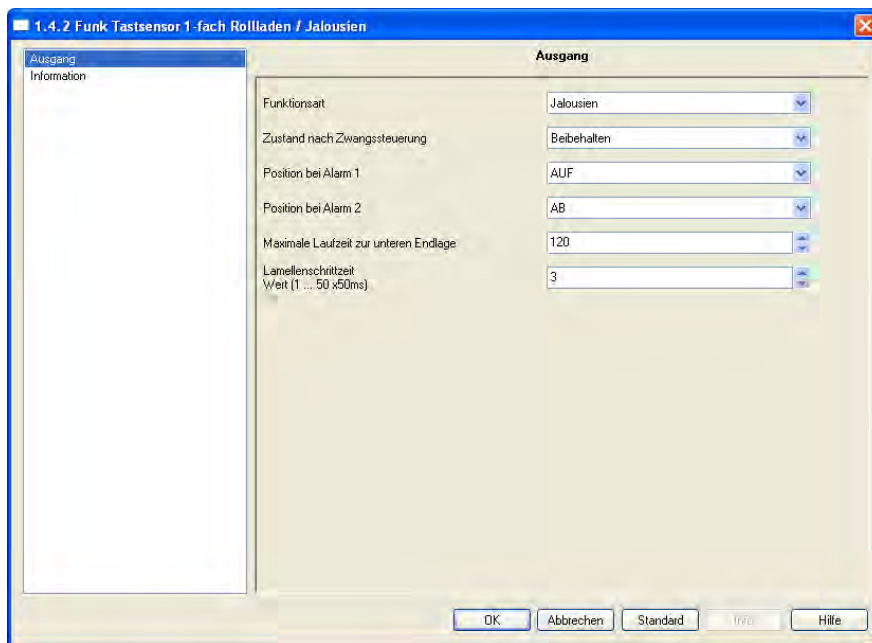 1.4.2 Funk Tastsensor 1-fach Rollladen / Jalousien
Ausgang
Information
Ausgang
Funktionsart
Jalousien
Zustand nach Zwangssteuerung
Beibehalten
Position bei Alarm 1
AUF
Position bei Alarm 2
AB
Maximale Laufzeit zur unteren Endlage
120
Lamellenschrittzeit
Wert (1 ... 50 x50ms)
3
OK
Abbrechen
Standard
Hilfe